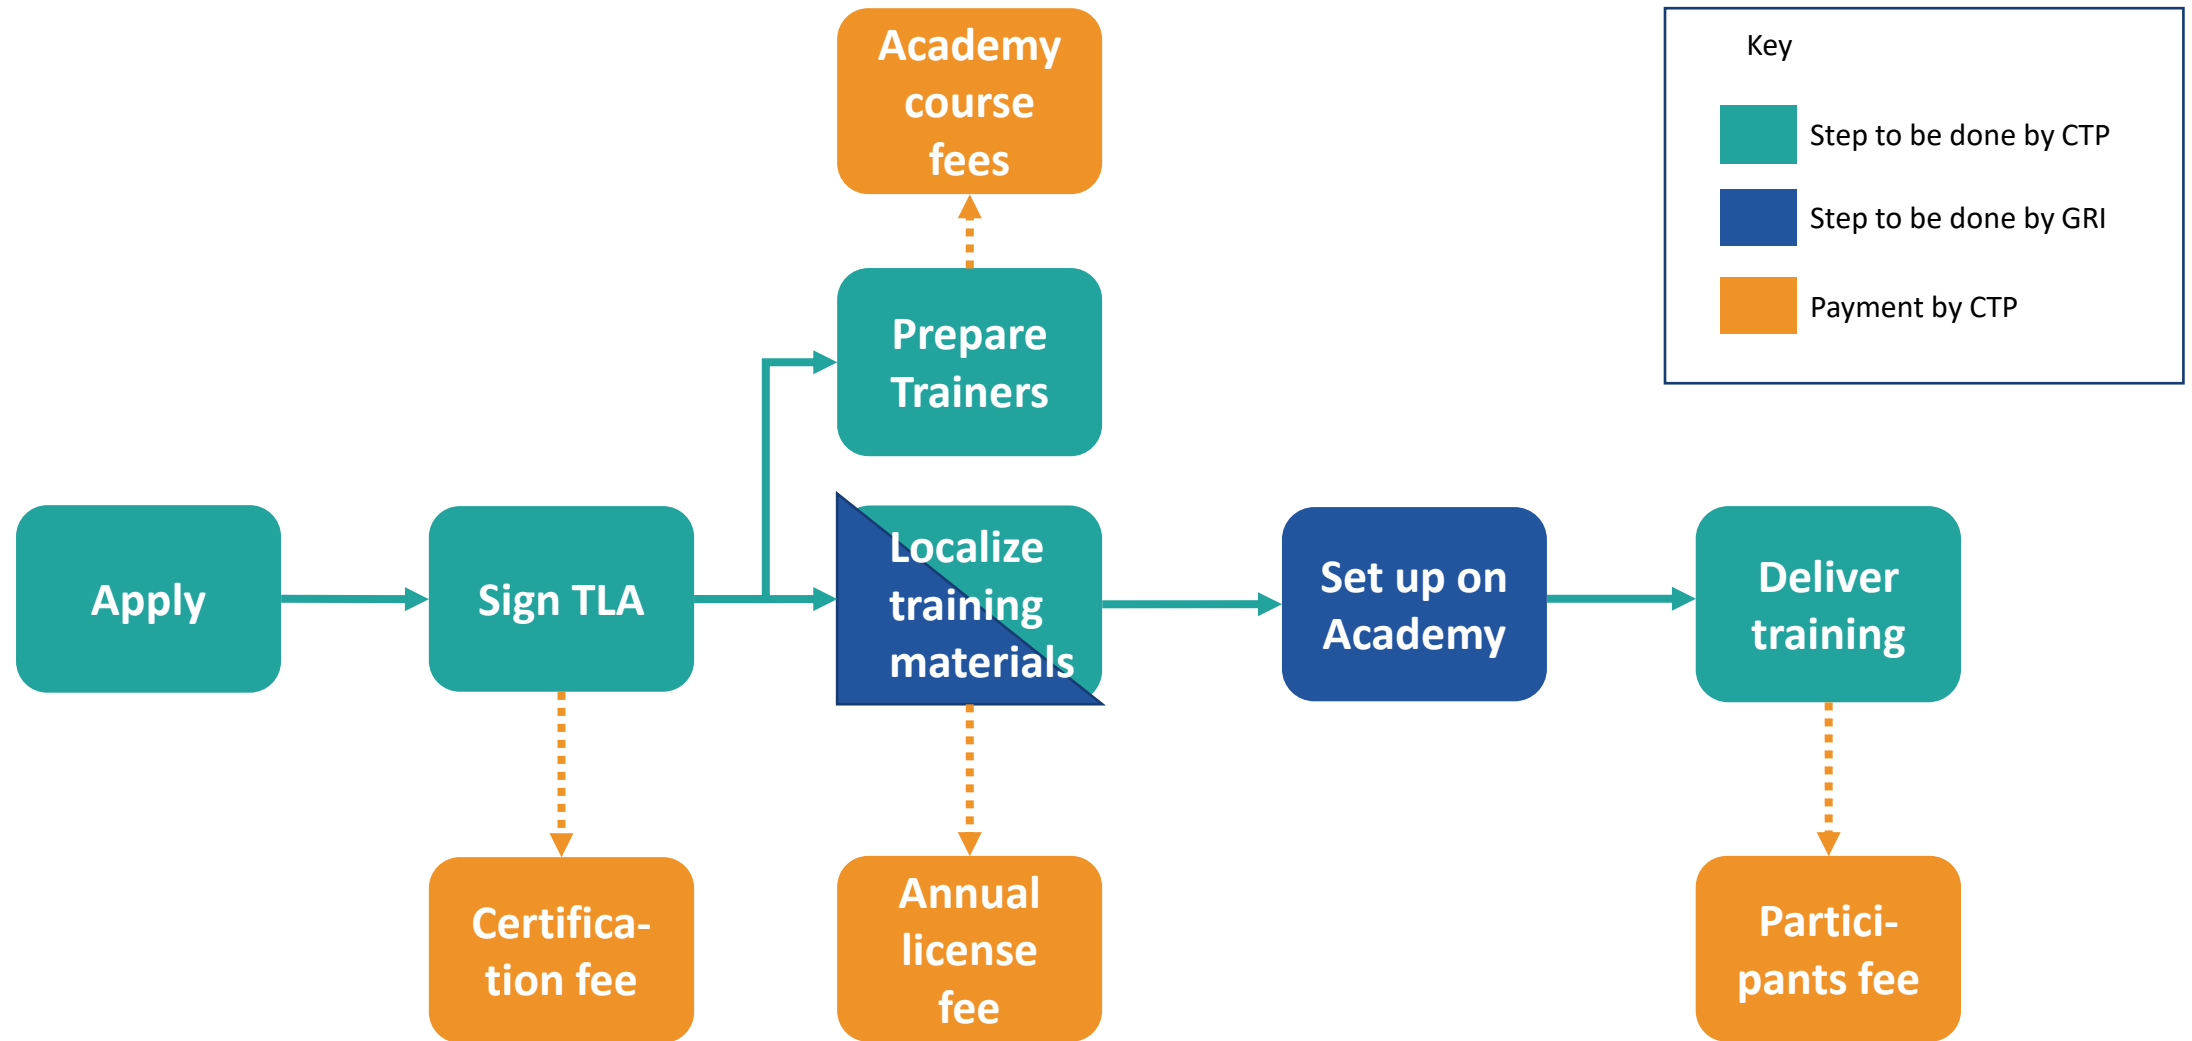 Academy
course
fees
Key
Step to be done by CTP
Step to be done by GRI
Payment by CTP
Prepare
Trainers
Apply
Sign TLA
Localize
training
materials
Set up on
Academy
Deliver
training
Certifica-
tion fee
Annual
license
fee
Partici-
pants fee